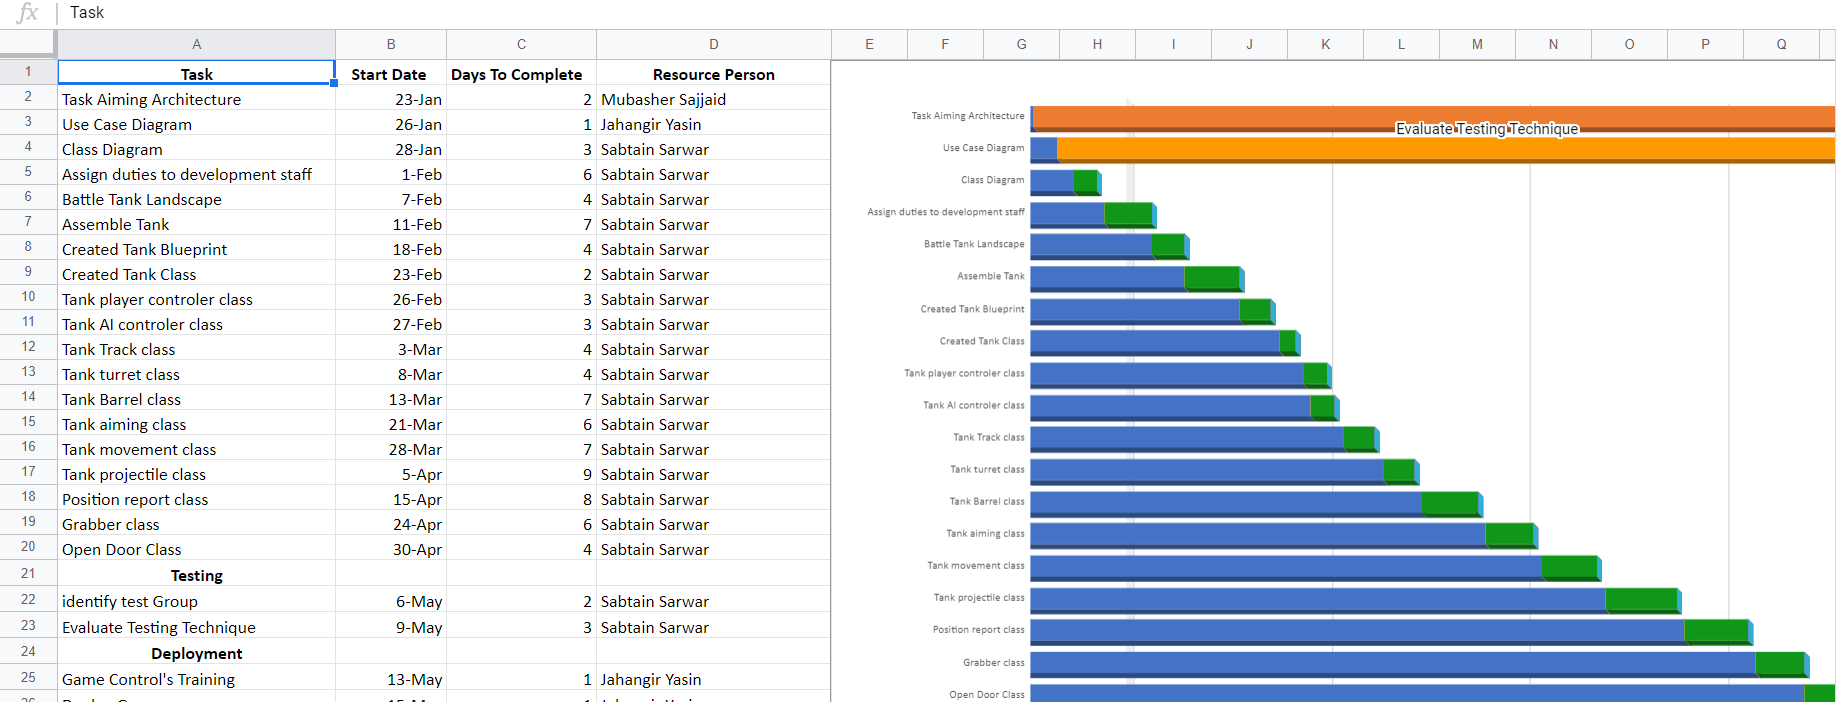 fx Task
A B C D E F G H I J K L M N O P Q
1 Task Start Date Days To Complete Resource Person
2 Task Aiming Architecture 23-Jan 2 Mubasher Sajjaid
3 Use Case Diagram 26-Jan 1 Jahangir Yasin
4 Class Diagram 28-Jan 3 Sabtain Sarwar
5 Assign duties to development staff 1-Feb 6 Sabtain Sarwar
6 Battle Tank Landscape 7-Feb 4 Sabtain Sarwar
7 Assemble Tank 11-Feb 7 Sabtain Sarwar
8 Created Tank Blueprint 18-Feb 4 Sabtain Sarwar
9 Created Tank Class 23-Feb 2 Sabtain Sarwar
10 Tank player controler class 26-Feb 3 Sabtain Sarwar
11 Tank AI controler class 27-Feb 3 Sabtain Sarwar
12 Tank Track class 3-Mar 4 Sabtain Sarwar
13 Tank turret class 8-Mar 4 Sabtain Sarwar
14 Tank Barrel class 13-Mar 7 Sabtain Sarwar
15 Tank aiming class 21-Mar 6 Sabtain Sarwar
16 Tank movement class 28-Mar 7 Sabtain Sarwar
17 Tank projectile class 5-Apr 9 Sabtain Sarwar
18 Position report class 15-Apr 8 Sabtain Sarwar
19 Grabber class 24-Apr 6 Sabtain Sarwar
20 Open Door Class 30-Apr 4 Sabtain Sarwar
21 Testing
22 identify test Group 6-May 2 Sabtain Sarwar
23 Evaluate Testing Technique 9-May 3 Sabtain Sarwar
24 Deployment
25 Game Control's Training 13-May 1 Jahangir Yasin
Task Aiming Architecture
Evaluate Testing Technique
Use Case Diagram
Class Diagram
Assign duties to development staff
Battle Tank Landscape
Assemble Tank
Created Tank Blueprint
Created Tank Class
Tank player controler class
Tank AI controler class
Tank Track class
Tank turret class
Tank Barrel class
Tank aiming class
Tank movement class
Tank projectile class
Position report class
Grabber class
Open Door Class